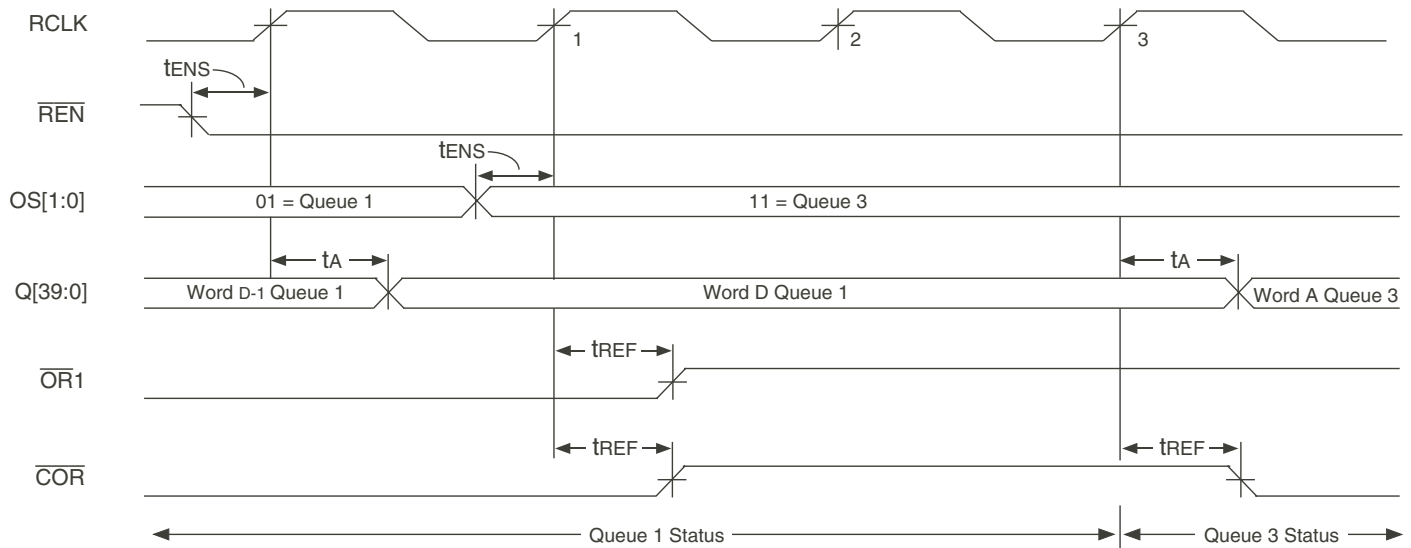 RCLK
1
2
3
tENS
REN
tENS
OS[1:0]
01 = Queue 1
11 = Queue 3
tA
tA
Q[39:0]
Word D-1 Queue 1
Word D Queue 1
Word A Queue 3
tREF
OR1
tREF
tREF
COR
Queue 1 Status
Queue 3 Status